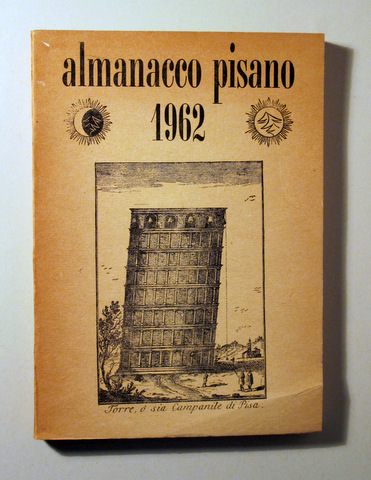 almanacco pisano
1962
Torre, ó sia Campanile di Pisa.